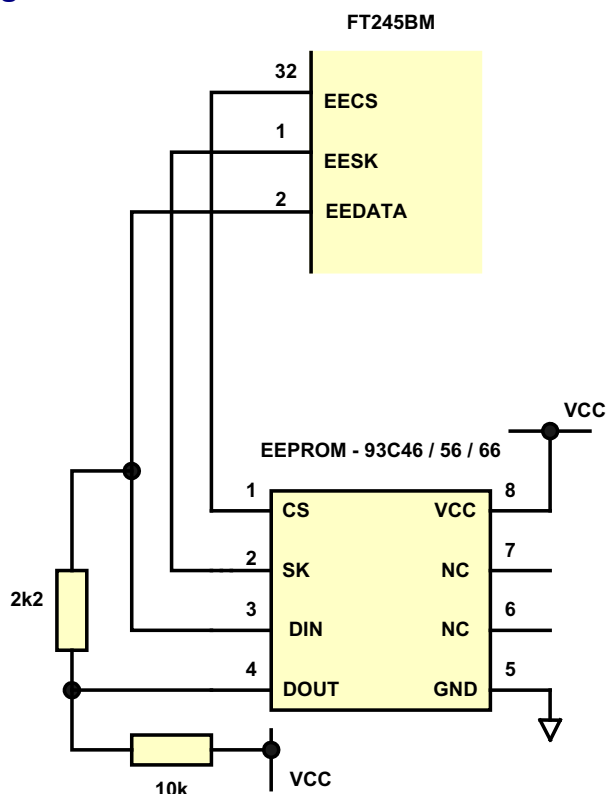 FT245BM
32
EECS
1
EESK
2
EEDATA
VCC
EEPROM - 93C46 / 56 / 66
1
CS
VCC
8
2
SK
NC
7
2k2
3
DIN
NC
6
4
DOUT
GND
5
10k
VCC